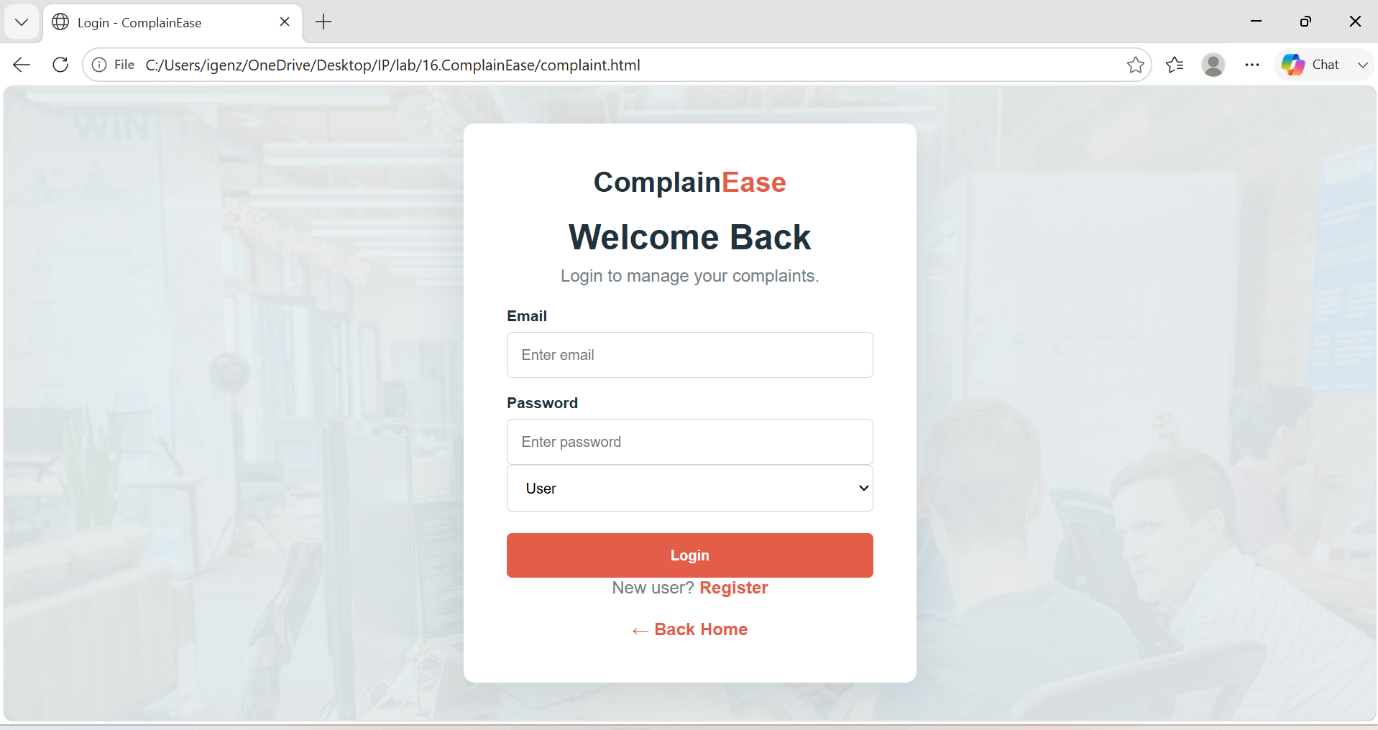 Login - ComplainEase
File C:/Users/igenz/OneDrive/Desktop/IP/lab/16.ComplainEase/complaint.html
Chat
WIN
ComplainEase
Welcome Back
Login to manage your complaints.
Email
Enter email
Password
Enter password
User
Login
New user? Register
← Back Home